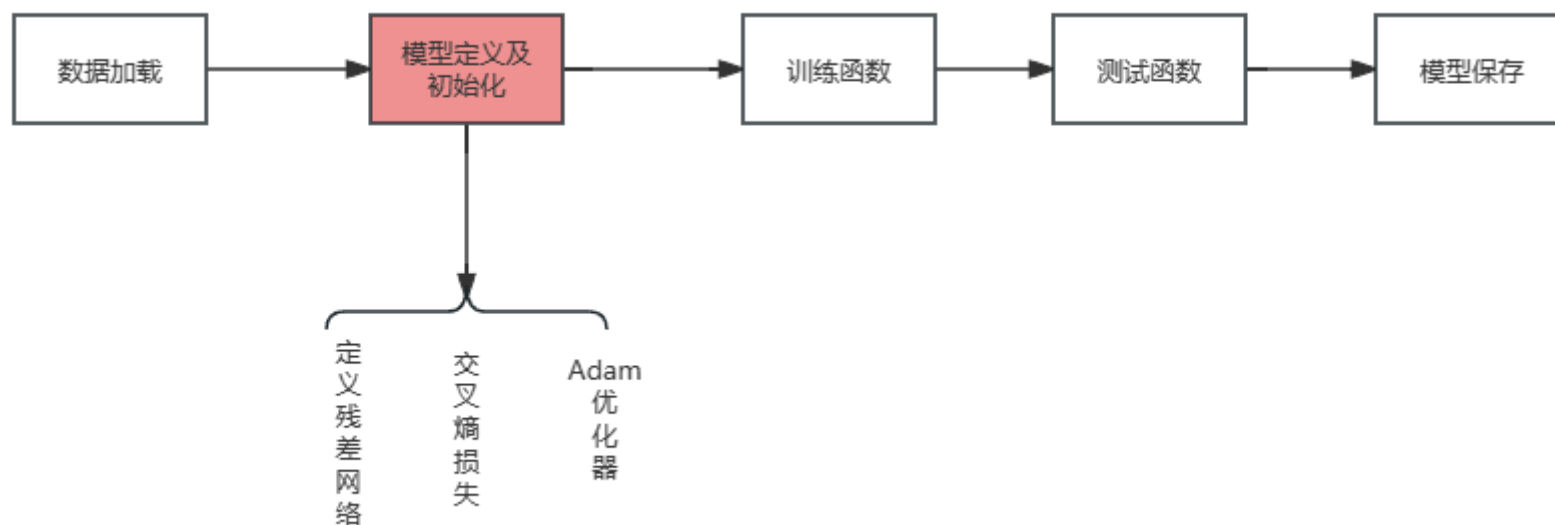 数据加载
模型定义及
初始化
训练函数
测试函数
模型保存
定义残差网络
交叉熵损失
Adam
优化器